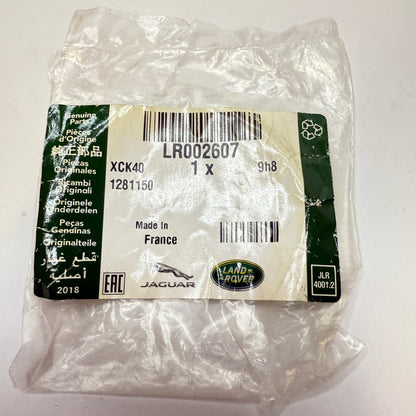 Genuine Parts
Pièces d'Origine
純正部品
Piezas Originales
Ricambi Originali
Originele Onderdelen
Peças Genuinas
Originalteile
قطع غيار أصلية
2018
LR002607
XCK40 1 x 9h8
1281150
Made In
France
EAC
JAGUAR
LAND-
ROVER
JLR
4001.2